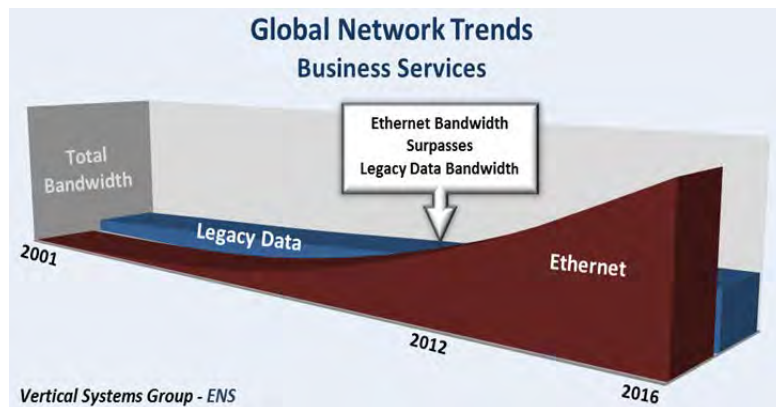 Global Network Trends
Business Services
Ethernet Bandwidth
Surpasses
Legacy Data Bandwidth
Total
Bandwidth
Legacy Data
Ethernet
2001
2012
2016
Vertical Systems Group - ENS